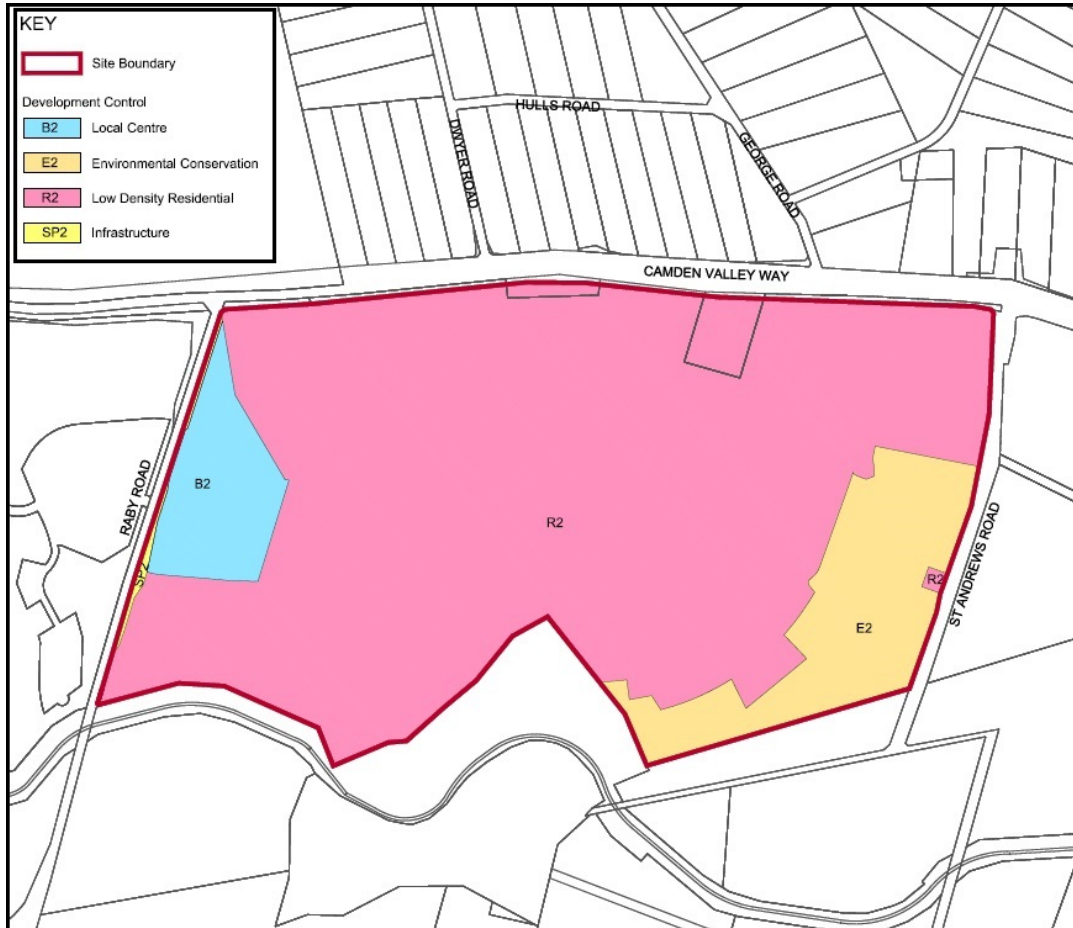 KEY
Site Boundary
Development Control
B2 Local Centre
E2 Environmental Conservation
R2 Low Density Residential
SP2 Infrastructure
HULLS ROAD
DWYER ROAD
GEORGE ROAD
CAMDEN VALLEY WAY
RABY ROAD
B2
R2
SP2
R2
E2
ST ANDREWS ROAD